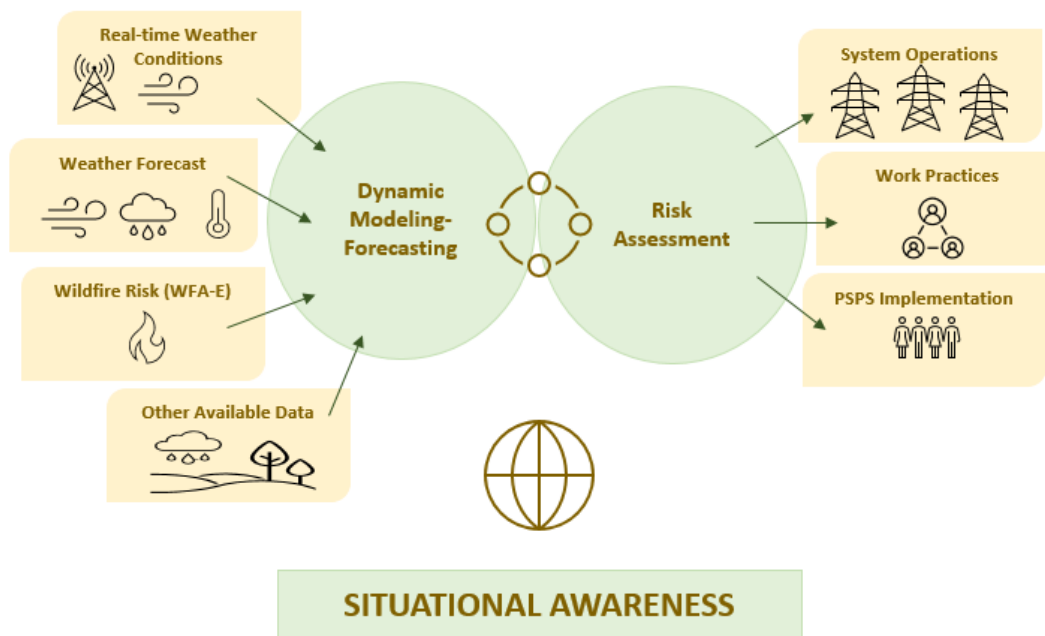 Real-time Weather
Conditions
Weather Forecast
Wildfire Risk (WFA-E)
Other Available Data
Dynamic
Modeling-
Forecasting
Risk
Assessment
System Operations
Work Practices
PSPS Implementation
SITUATIONAL AWARENESS